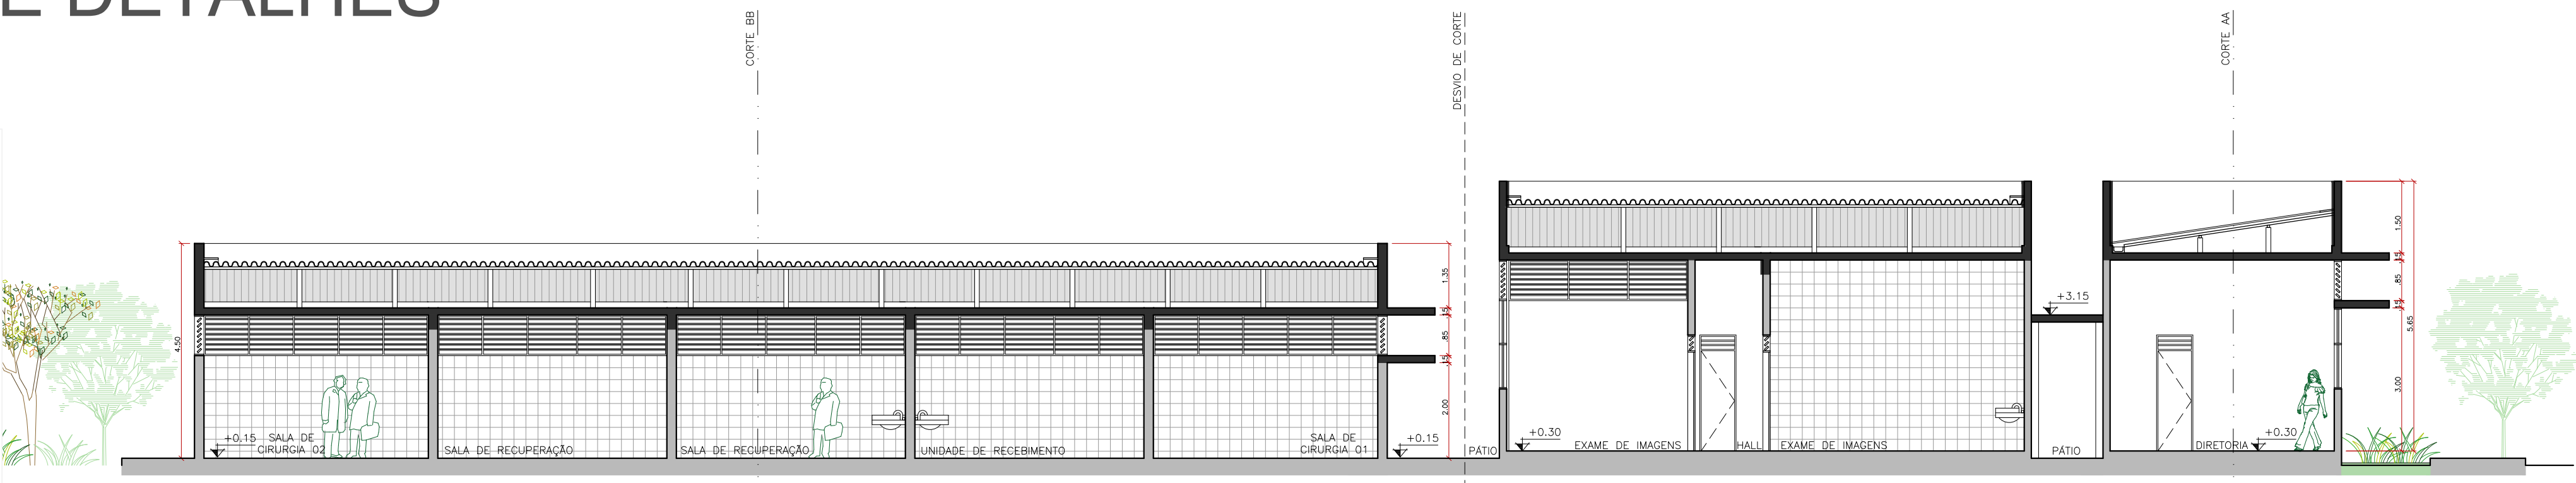 E DETALHES
CORTE BB
DESVIO DE CORTE
CORTE AA
4.50
1.35
.15
.85
.15
2.00
1.50
.15
.85
.15
3.00
5.65
+3.15
+0.15
SALA DE
CIRURGIA 02
SALA DE RECUPERAÇÃO
SALA DE RECUPERAÇÃO
UNIDADE DE RECEBIMENTO
SALA DE
CIRURGIA 01
+0.15
PÁTIO
+0.30
EXAME DE IMAGENS
HALL
EXAME DE IMAGENS
PÁTIO
DIRETORIA
+0.30